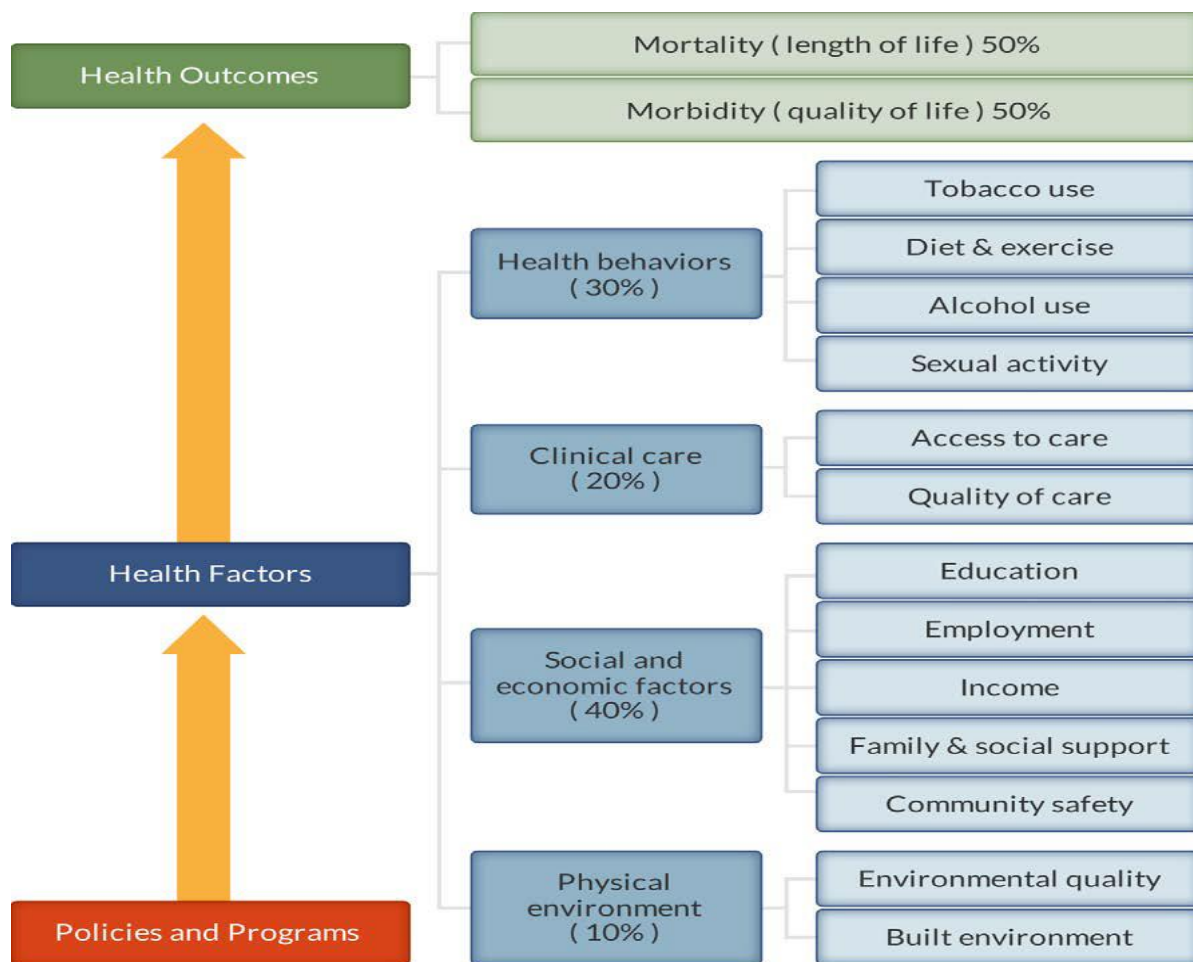 Health Outcomes
Mortality ( length of life ) 50%
Morbidity ( quality of life ) 50%
Health Factors
Health behaviors
( 30% )
Tobacco use
Diet & exercise
Alcohol use
Sexual activity
Clinical care
( 20% )
Access to care
Quality of care
Social and
economic factors
( 40% )
Education
Employment
Income
Family & social support
Community safety
Physical
environment
( 10% )
Environmental quality
Built environment
Policies and Programs